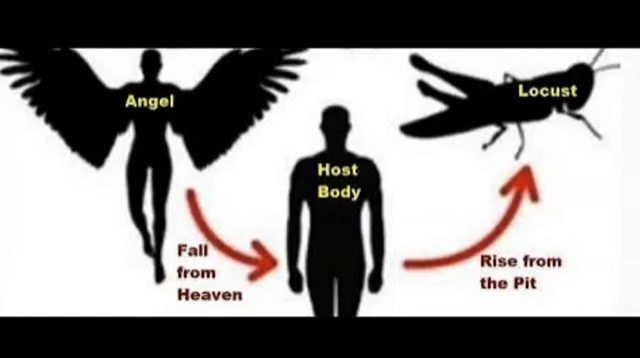 Angel
Locust
Host
Body
Fall
from
Heaven
Rise from
the Pit